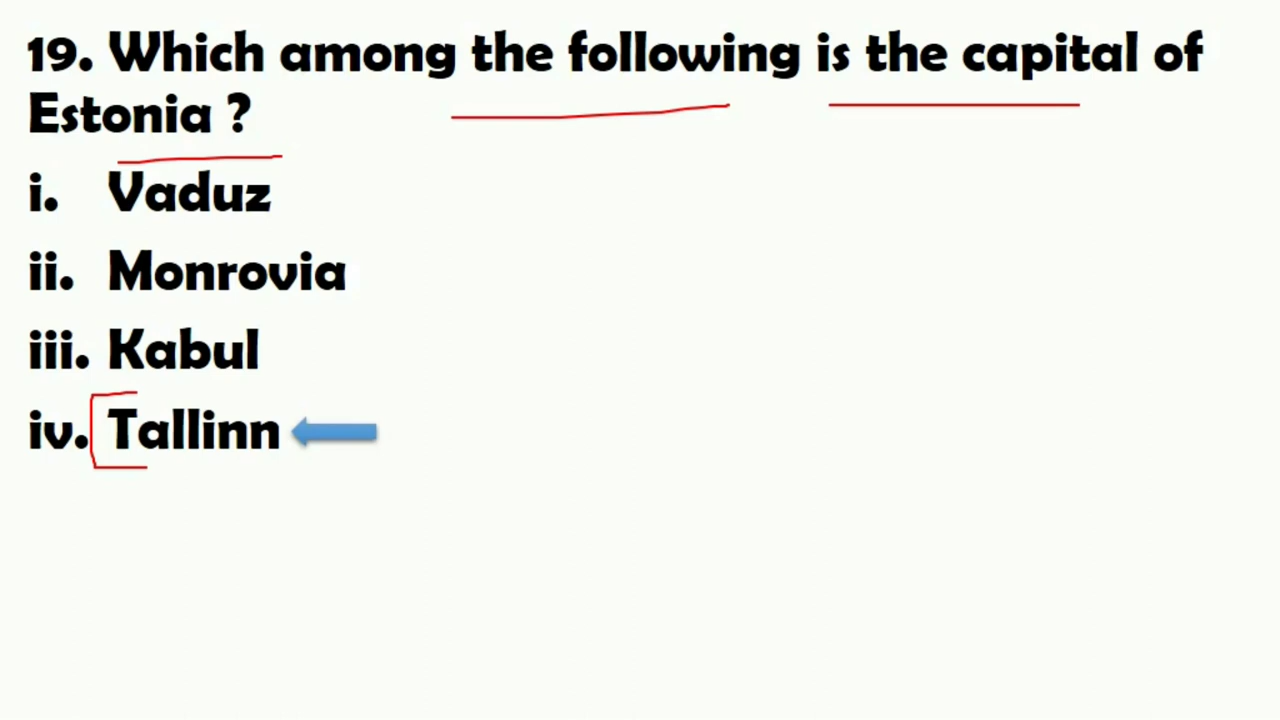 19. Which among the following is the capital of
Estonia ?
i. Vaduz
ii. Monrovia
iii. Kabul
iv. Tallinn